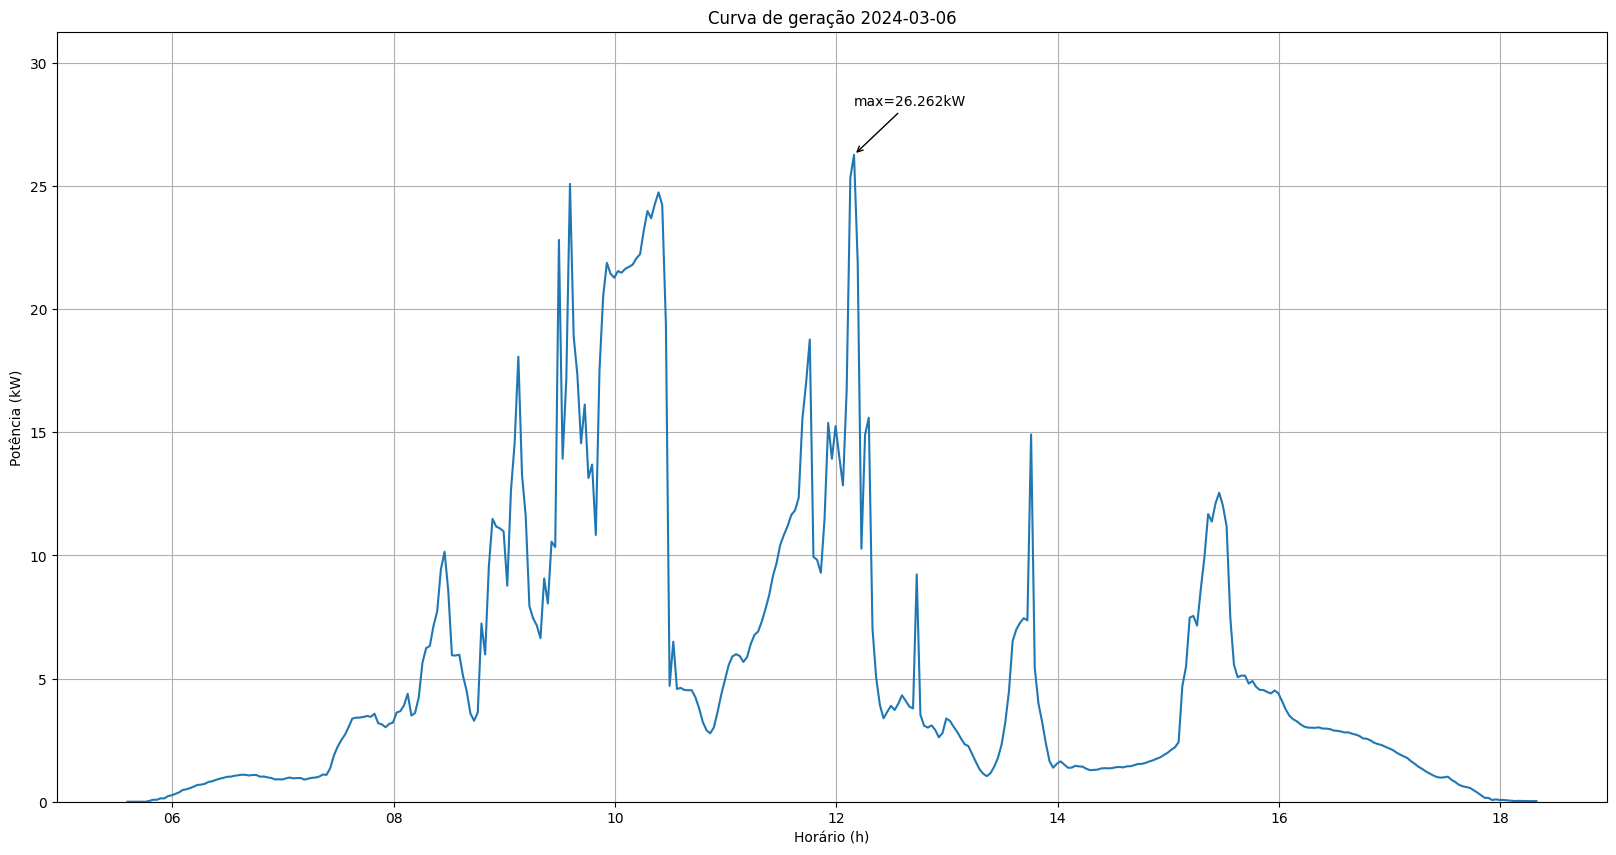 Curva de geração 2024-03-06
max=26.262kW
Potência (kW)
30
25
20
15
10
5
0
06 08 10 12 14 16 18
Horário (h)